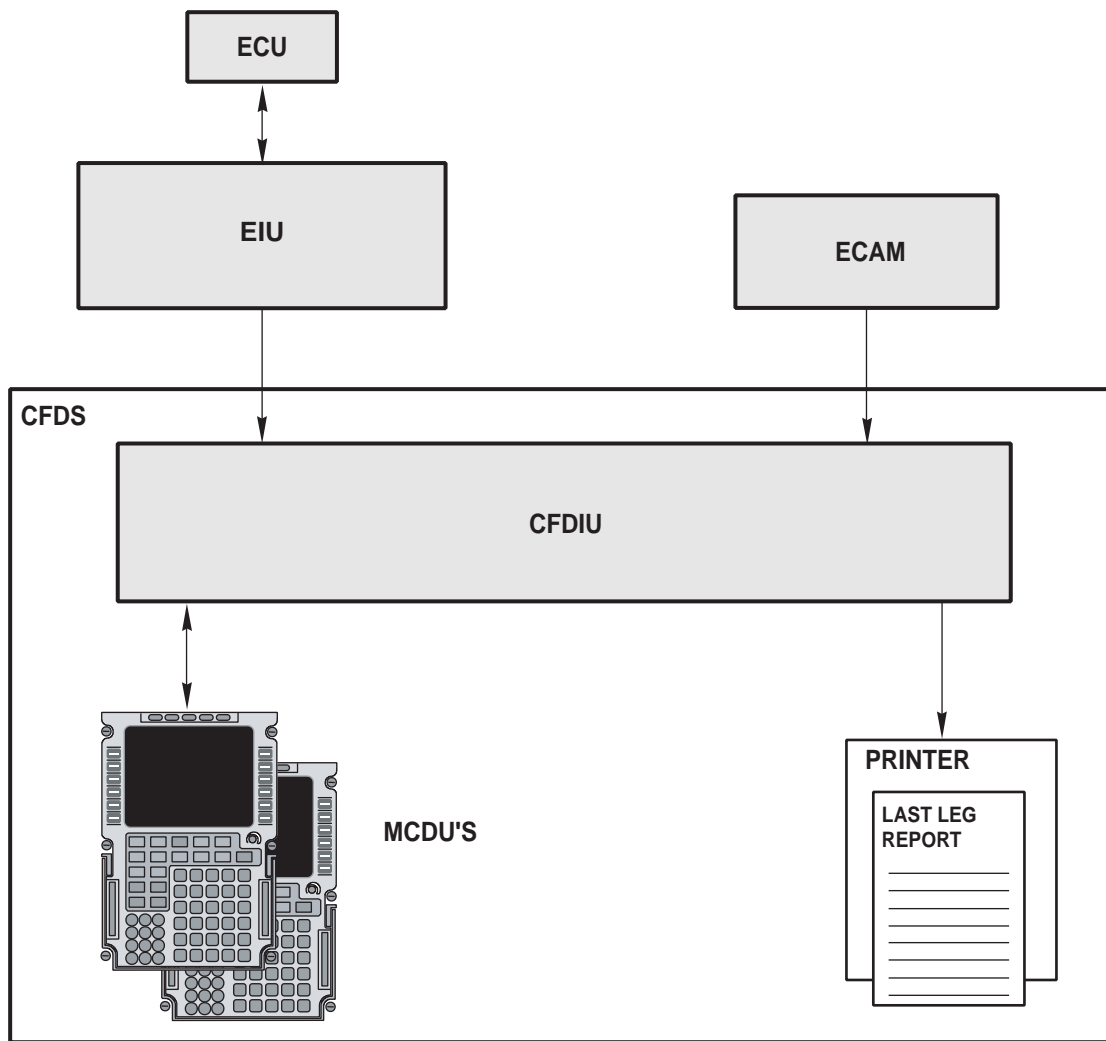 ECU
EIU
ECAM
CFDS
CFDIU
MCDU'S
PRINTER
LAST LEG
REPORT